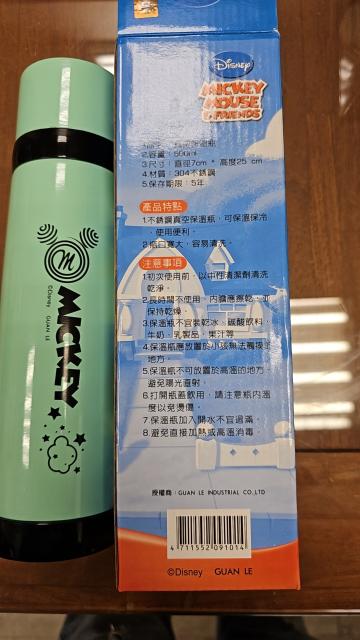 Disney
MICKEY
MOUSE
& FRIENDS
2.容量：500ml
3.尺寸：直徑7cm * 高度25 cm
4.材質：304不銹鋼
5.保存期限：5年
產品特點
1.不銹鋼真空保溫瓶，可保溫保冷
，使用便利。
2.瓶口寬大，容易清洗。
注意事項
1.初次使用前，以中性清潔劑清洗
乾淨。
2.長時間不使用，內膽應擦乾，並
保持乾燥。
3.保溫瓶不宜裝乾冰、碳酸飲料、
牛奶、乳製品、果汁等。
4.保溫瓶應放置於小孩無法觸摸的
地方。
5.保溫瓶不可放置於高溫的地方，
避免陽光直射。
6.打開瓶蓋飲用，請注意瓶內溫
度以免燙傷。
7.保溫瓶加入開水不宜過滿。
8.避免直接加熱或高溫消毒。
授權商：GUAN LE INDUSTRIAL CO.,LTD
4 711552 091014
©Disney GUAN LE
M
MICKEY
©Disney GUAN LE